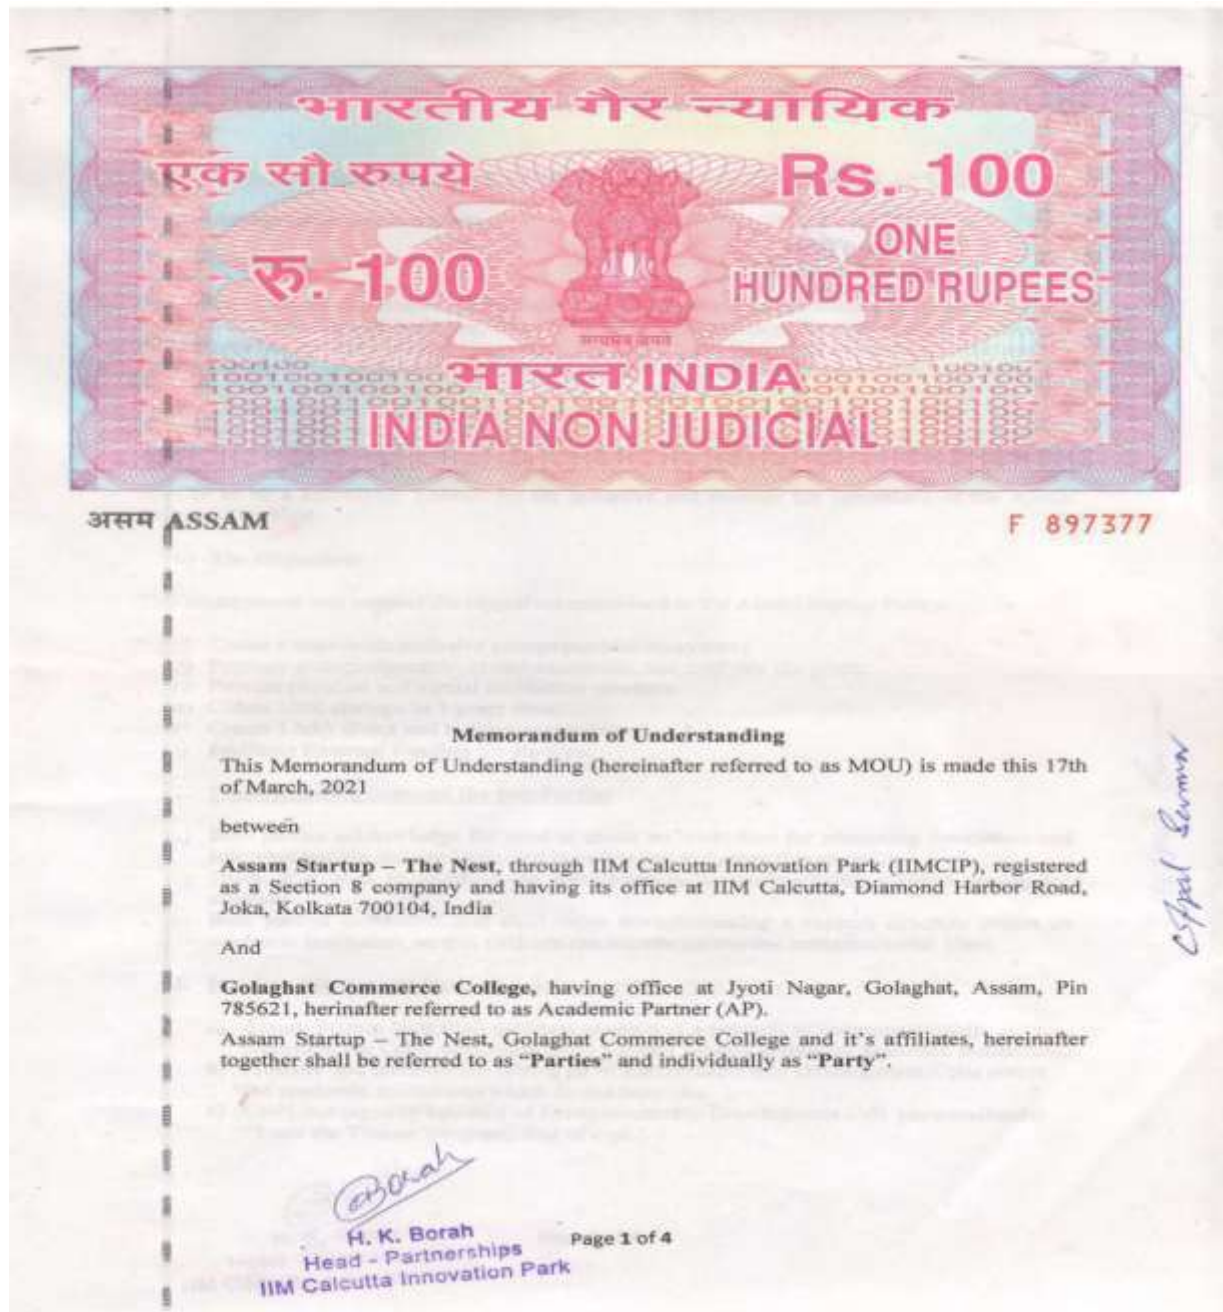 भारतीय गैर न्यायिक
एक सौ रुपये
Rs. 100
रु. 100
ONE
HUNDRED RUPEES
सत्यमेव जयते
भारत INDIA
INDIA NON JUDICIAL
असम ASSAM
F 897377
Memorandum of Understanding
This Memorandum of Understanding (hereinafter referred to as MOU) is made this 17th
of March, 2021
between
Assam Startup – The Nest, through IIM Calcutta Innovation Park (IIMCIP), registered
as a Section 8 company and having its office at IIM Calcutta, Diamond Harbor Road,
Joka, Kolkata 700104, India
And
Golaghat Commerce College, having office at Jyoti Nagar, Golaghat, Assam, Pin
785621, herinafter referred to as Academic Partner (AP).
Assam Startup – The Nest, Golaghat Commerce College and it's affiliates, hereinafter
together shall be referred to as “Parties” and individually as “Party”.
Borah
H. K. Borah
Head - Partnerships
IIM Calcutta Innovation Park
Page 1 of 4